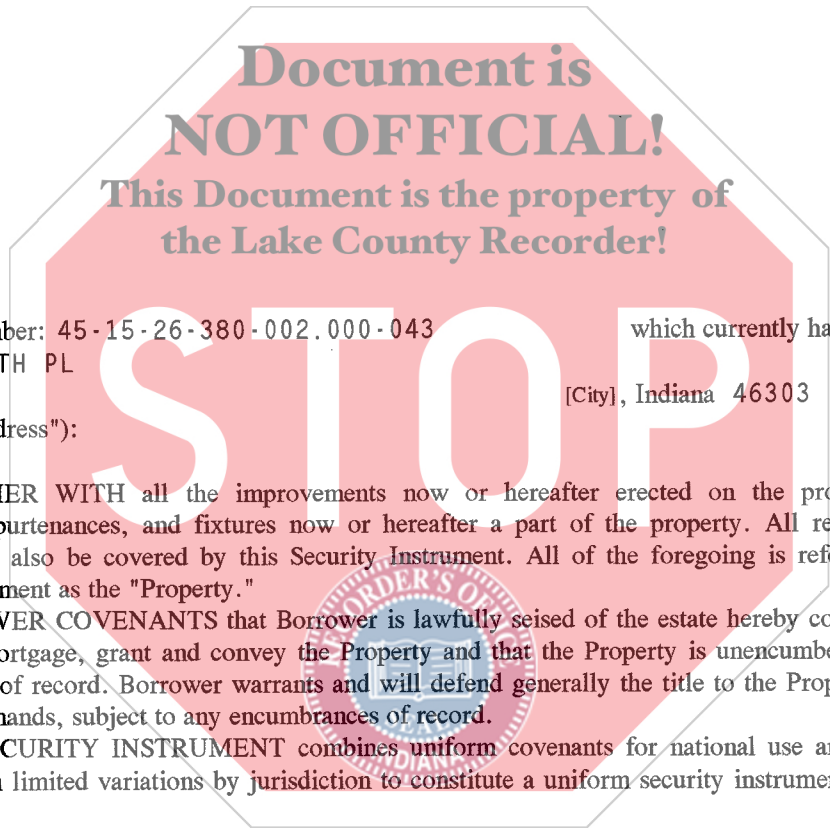 Document is
NOT OFFICIAL!
This Document is the property of
the Lake County Recorder!
ber: 45-15-26-380-002.000-043 which currently ha
TH PL
[City], Indiana 46303
dress"):
STOP
ER WITH all the improvements now or hereafter erected on the pro
purtenances, and fixtures now or hereafter a part of the property. All re
also be covered by this Security Instrument. All of the foregoing is refe
ment as the "Property."
VER COVENANTS that Borrower is lawfully seised of the estate hereby co
ortgage, grant and convey the Property and that the Property is unencumbe
of record. Borrower warrants and will defend generally the title to the Prop
nands, subject to any encumbrances of record.
CURITY INSTRUMENT combines uniform covenants for national use a
limited variations by jurisdiction to constitute a uniform security instrume
RECORDER'S OFFICE
INDIANA